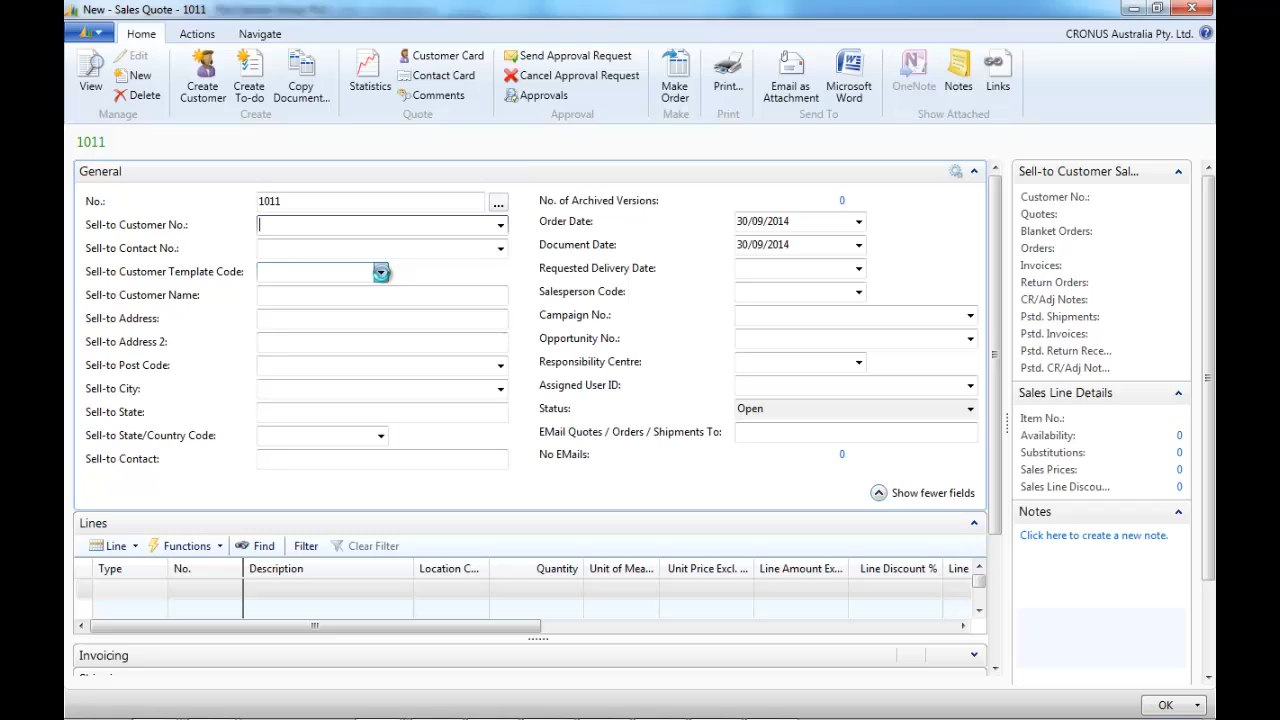 New - Sales Quote - 1011
Home Actions Navigate
CRONUS Australia Pty. Ltd.
View
Edit
New
Delete
Manage
Create Customer
Create To-do
Copy Document...
Create
Statistics
Customer Card
Contact Card
Comments
Quote
Send Approval Request
Cancel Approval Request
Approvals
Approval
Make Order
Make
Print...
Print
Email as Attachment
Microsoft Word
Send To
OneNote
Notes
Links
Show Attached
1011
General
No.: 1011 ...
Sell-to Customer No.:
Sell-to Contact No.:
Sell-to Customer Template Code:
Sell-to Customer Name:
Sell-to Address:
Sell-to Address 2:
Sell-to Post Code:
Sell-to City:
Sell-to State:
Sell-to State/Country Code:
Sell-to Contact:
No. of Archived Versions: 0
Order Date: 30/09/2014
Document Date: 30/09/2014
Requested Delivery Date:
Salesperson Code:
Campaign No.:
Opportunity No.:
Responsibility Centre:
Assigned User ID:
Status: Open
EMail Quotes / Orders / Shipments To:
No EMails: 0
Show fewer fields
Lines
Line Functions Find Filter Clear Filter
Type No. Description Location C... Quantity Unit of Mea... Unit Price Excl. ... Line Amount Ex... Line Discount % Line
Invoicing
Sell-to Customer Sal...
Customer No.:
Quotes:
Blanket Orders:
Orders:
Invoices:
Return Orders:
CR/Adj Notes:
Pstd. Shipments:
Pstd. Invoices:
Pstd. Return Rece...
Pstd. CR/Adj Not...
Sales Line Details
Item No.:
Availability: 0
Substitutions: 0
Sales Prices: 0
Sales Line Discou... 0
Notes
Click here to create a new note.
OK